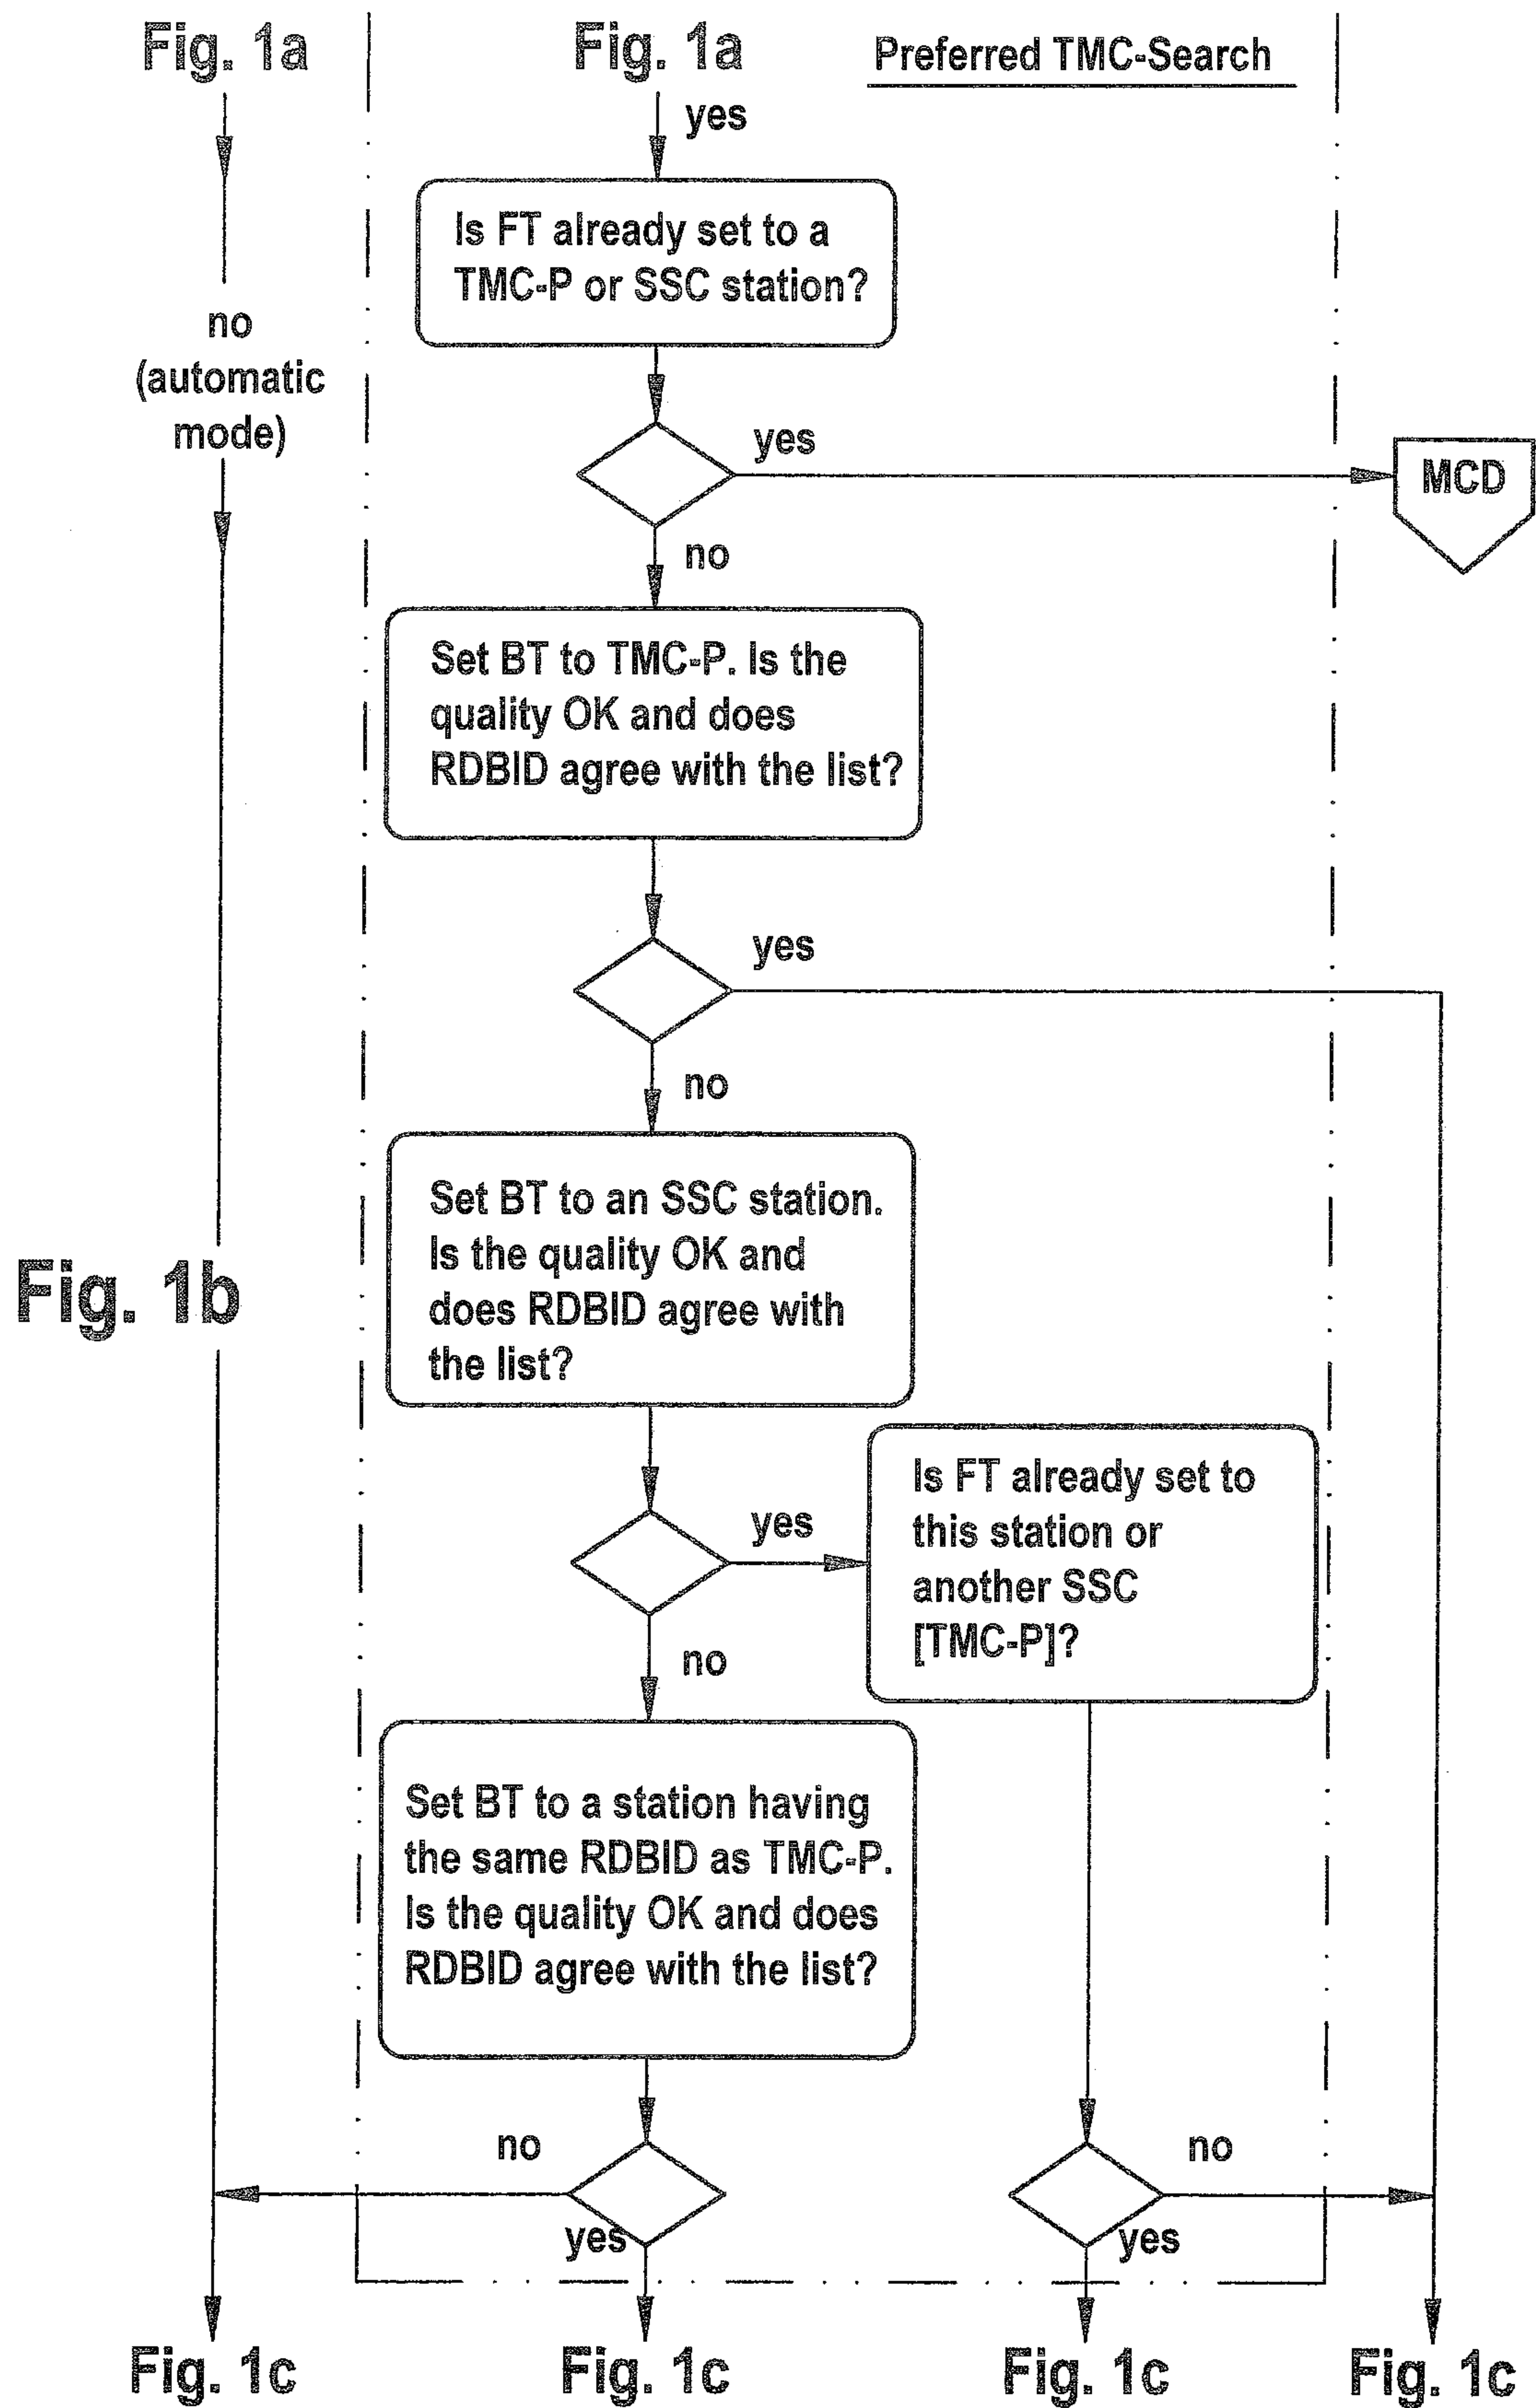 Fig. 1a
Fig. 1a
Preferred TMC-Search
yes
Is FT already set to a
TMC-P or SSC station?
no
(automatic
mode)
yes
MCD
no
Set BT to TMC-P. Is the
quality OK and does
RDBID agree with the list?
yes
no
Set BT to an SSC station.
Is the quality OK and
does RDBID agree with
the list?
Fig. 1b
yes
Is FT already set to
this station or
another SSC
[TMC-P]?
no
Set BT to a station having
the same RDBID as TMC-P.
Is the quality OK and does
RDBID agree with the list?
no
no
yes
yes
Fig. 1c
Fig. 1c
Fig. 1c
Fig. 1c